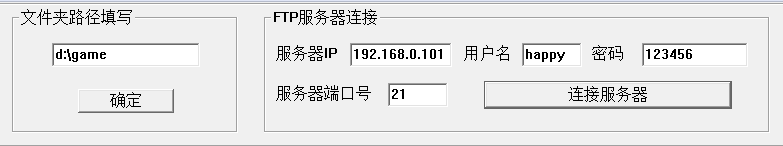 文件夹路径填写
d:\game
确定
FTP服务器连接
服务器IP 192.168.0.101 用户名 happy 密码 123456
服务器端口号 21 连接服务器